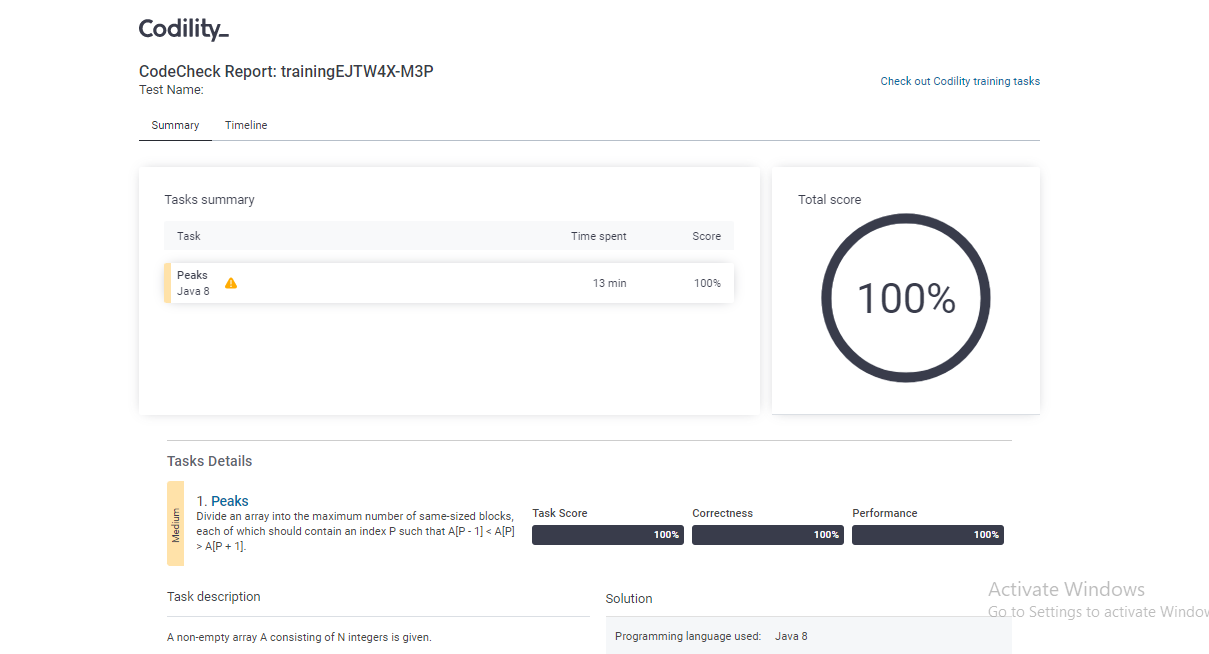 Codility_
CodeCheck Report: trainingEJTW4X-M3P
Test Name:
Check out Codility training tasks
Summary
Timeline
Tasks summary
Task
Time spent
Score
Peaks
Java 8
13 min
100%
Total score
100%
Tasks Details
Medium
1. Peaks
Divide an array into the maximum number of same-sized blocks,
each of which should contain an index P such that A[P - 1] < A[P]
> A[P + 1].
Task Score
100%
Correctness
100%
Performance
100%
Task description
A non-empty array A consisting of N integers is given.
Solution
Programming language used: Java 8
Activate Windows
Go to Settings to activate Window